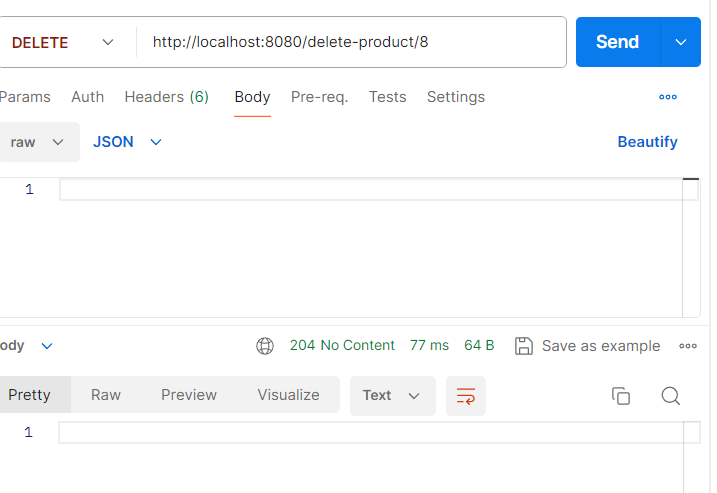 DELETE http://localhost:8080/delete-product/8 Send
Params Auth Headers (6) Body Pre-req. Tests Settings
raw JSON Beautify
1
ody 204 No Content 77 ms 64 B Save as example
Pretty Raw Preview Visualize Text
1